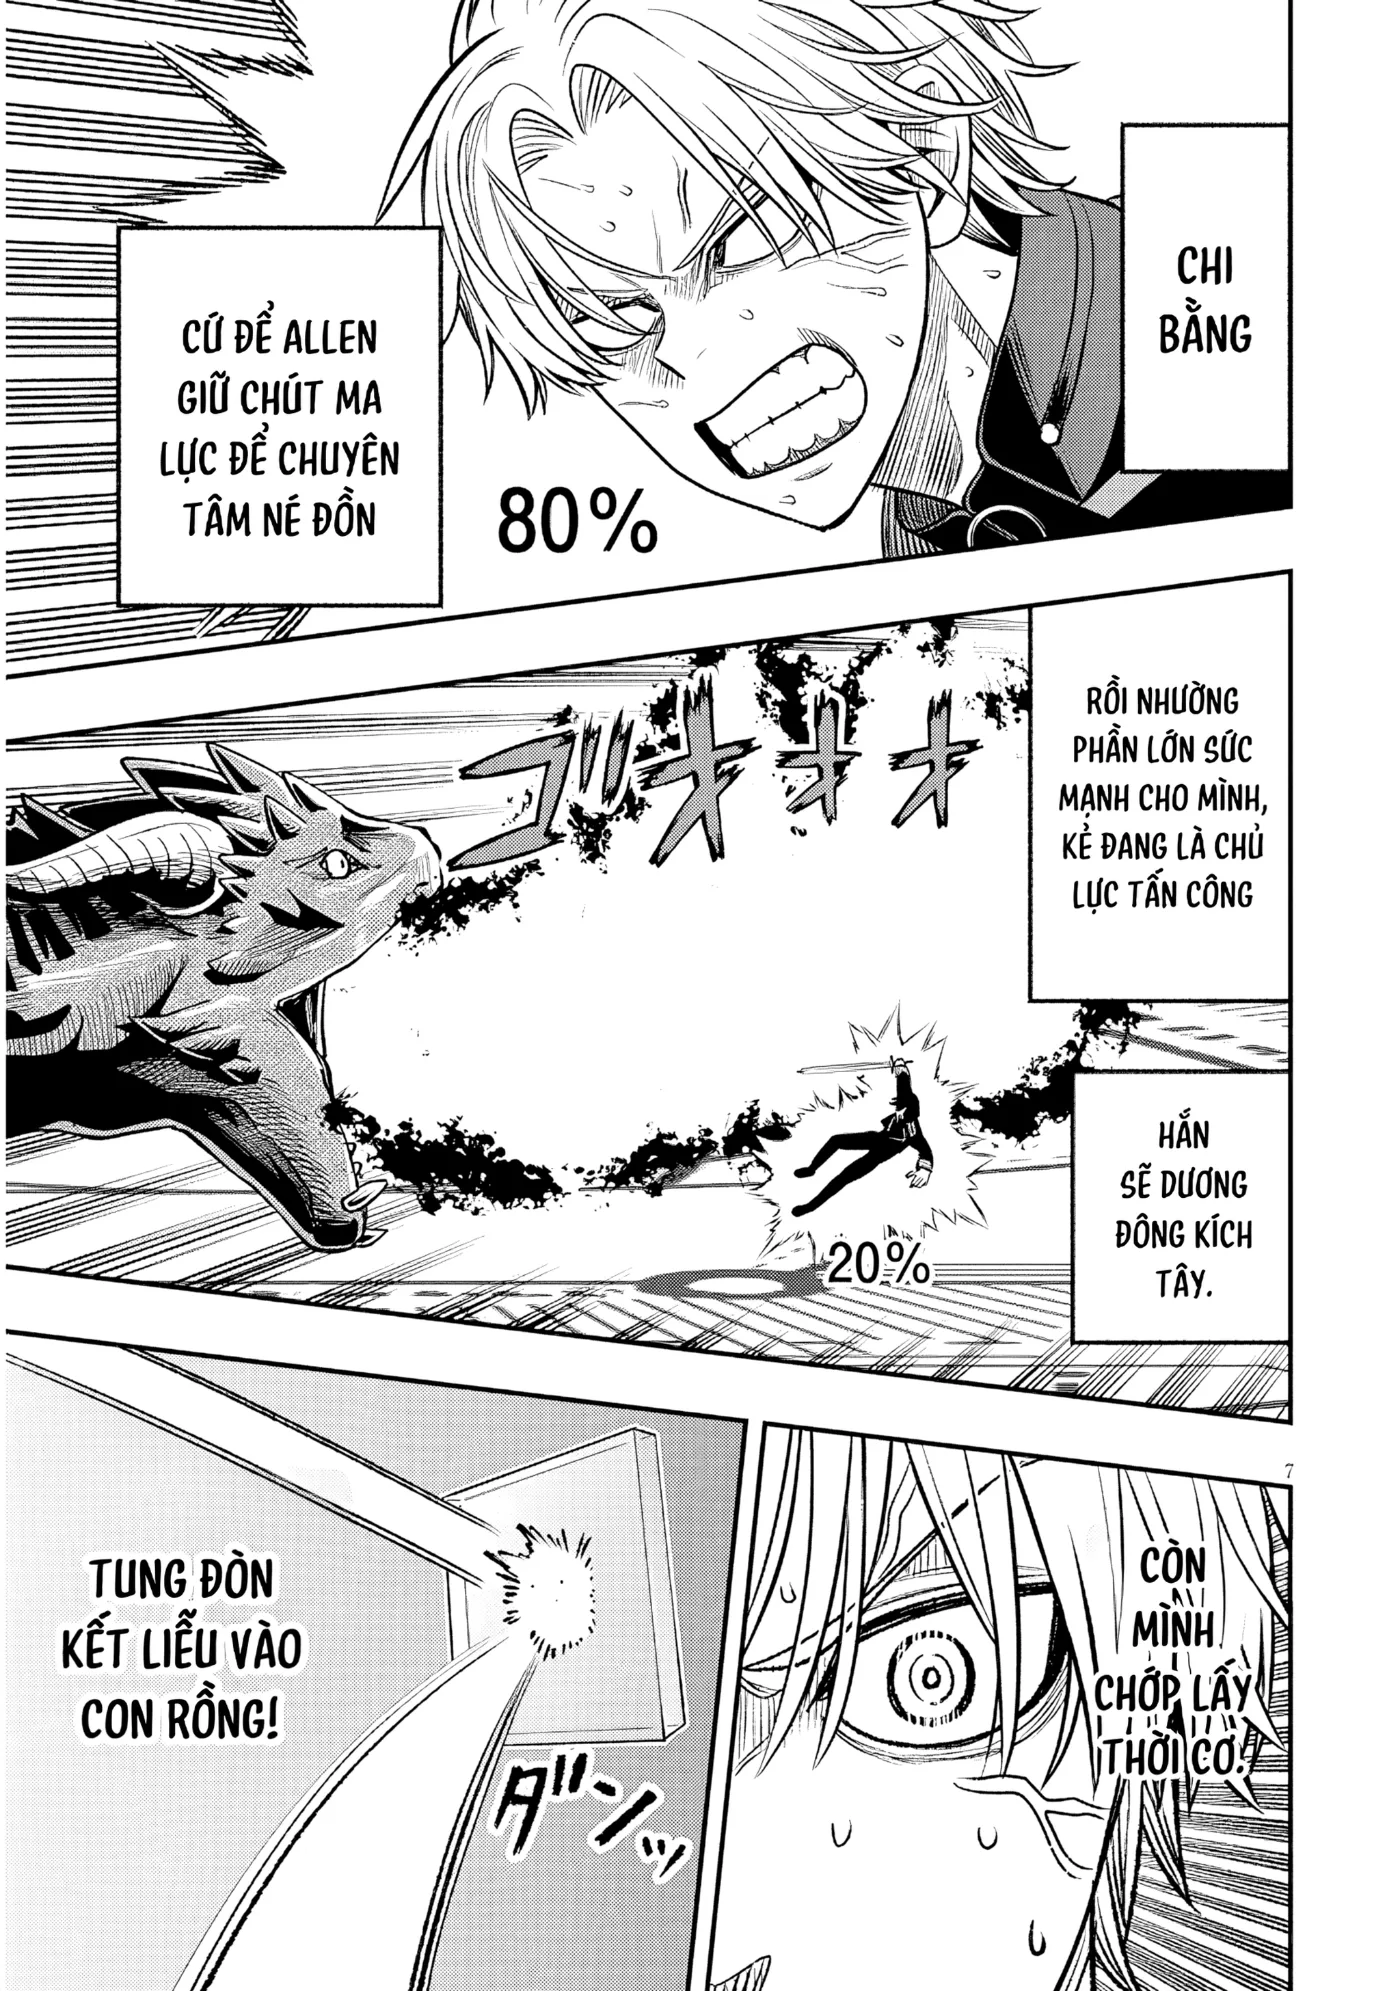 CHI
BẰNG
CỨ ĐỂ ALLEN
GIỮ CHÚT MA
LỰC ĐỂ CHUYÊN
TÂM NÉ ĐỒN
80%
RỒI NHƯỜNG
PHẦN LỚN SỨC
MẠNH CHO MÌNH,
KẺ ĐANG LÀ CHỦ
LỰC TẤN CÔNG
ゴオオオ
HẮN
SẼ DƯƠNG
ĐÔNG KÍCH
TÂY.
20%
7
CÒN
MÌNH
CHỚP LẤY
THỜI CƠ.
TUNG ĐÒN
KẾT LIỄU VÀO
CON RỒNG!
ダンッ